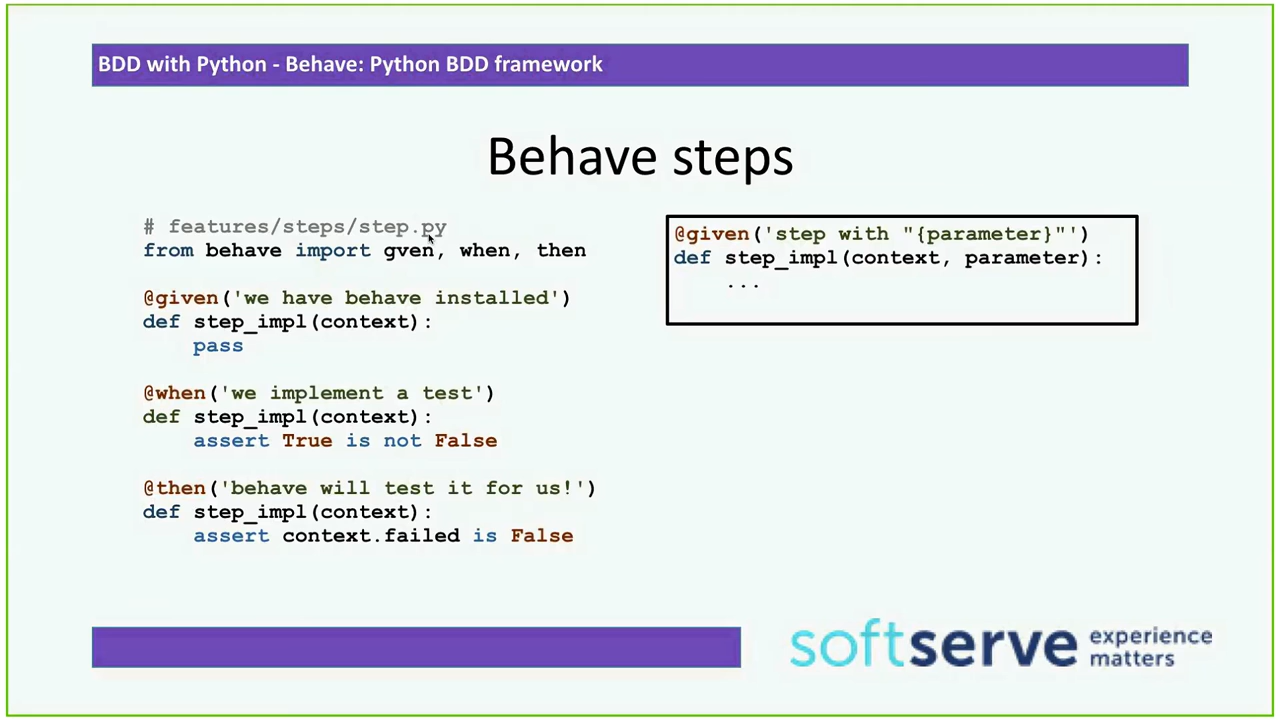 BDD with Python - Behave: Python BDD framework
Behave steps
# features/steps/step.py
from behave import gven, when, then
@given('we have behave installed')
def step_impl(context):
    pass
@when('we implement a test')
def step_impl(context):
    assert True is not False
@then('behave will test it for us!')
def step_impl(context):
    assert context.failed is False
@given('step with "{parameter}"')
def step_impl(context, parameter):
    ...
softserve
experience
matters